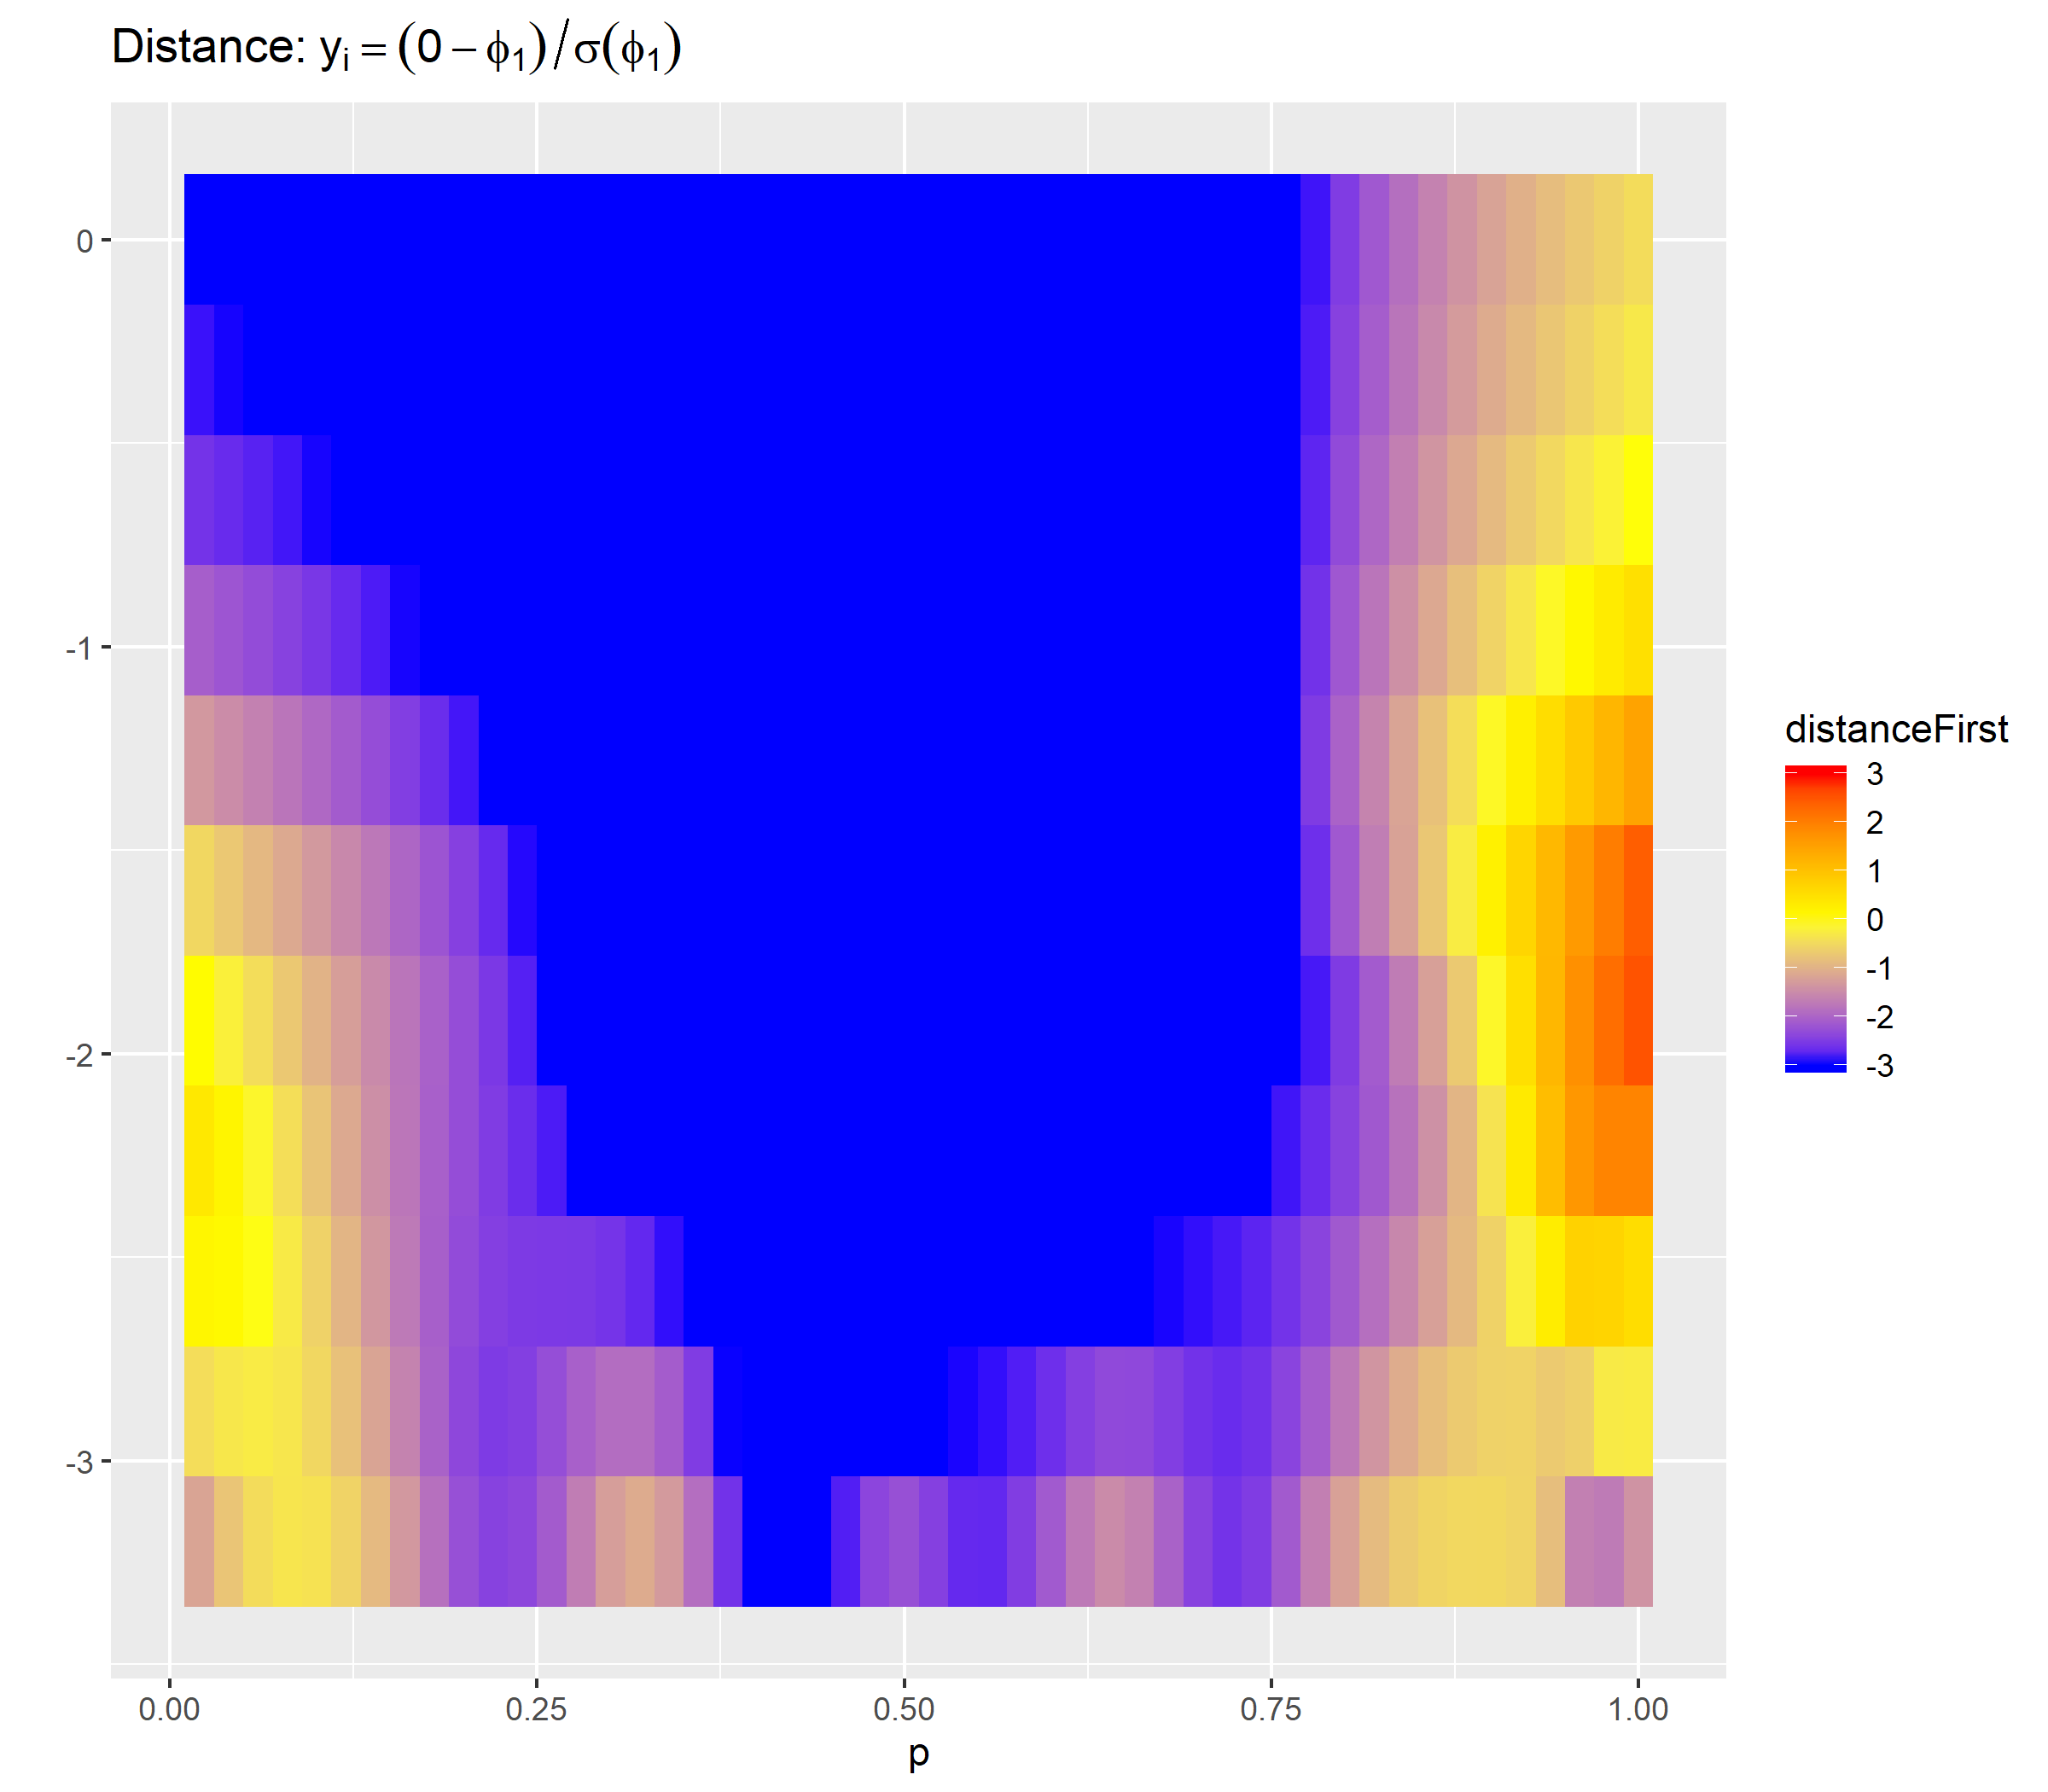 Distance: yᵢ = (0 − ϕ₁)/σ(ϕ₁)
0
-1
-2
-3
0.00 0.25 0.50 0.75 1.00
p
distanceFirst
3
2
1
0
-1
-2
-3